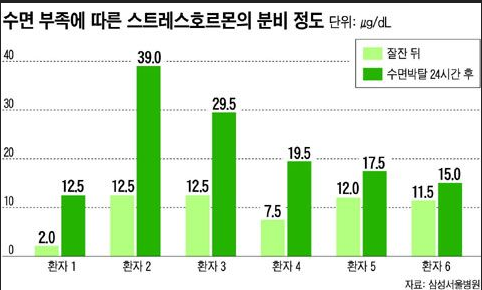 수면 부족에 따른 스트레스호르몬의 분비 정도 단위: ㎍/dL
잘잔 뒤
수면박탈 24시간 후
40
20
10
0
2.0
12.5
12.5
39.0
12.5
29.5
7.5
19.5
12.0
17.5
11.5
15.0
환자 1
환자 2
환자 3
환자 4
환자 5
환자 6
자료: 삼성서울병원